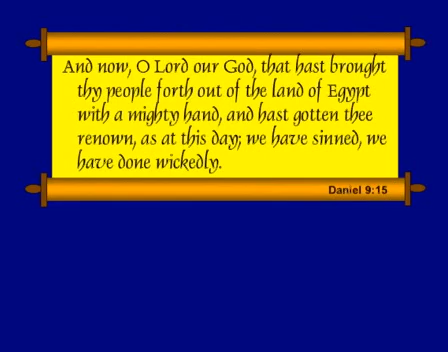 And now, O Lord our God, that hast brought
thy people forth out of the land of Egypt
with a mighty hand, and hast gotten thee
renown, as at this day; we have sinned, we
have done wickedly.
Daniel 9:15